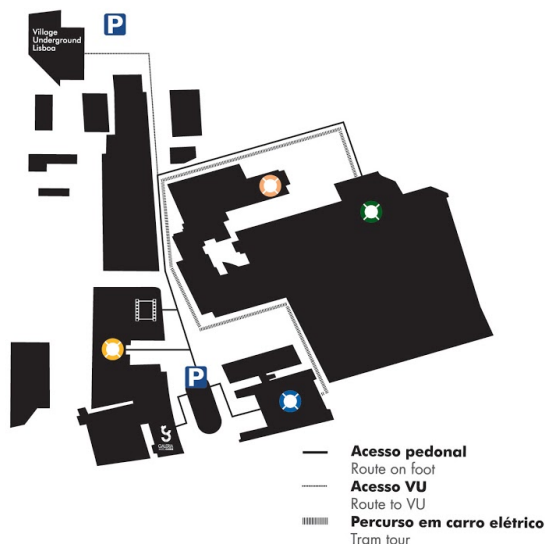 Village
Underground
Lisboa
P
P
GALERIA
Acesso pedonal
Route on foot
Acesso VU
Route to VU
Percurso em carro elétrico
Tram tour